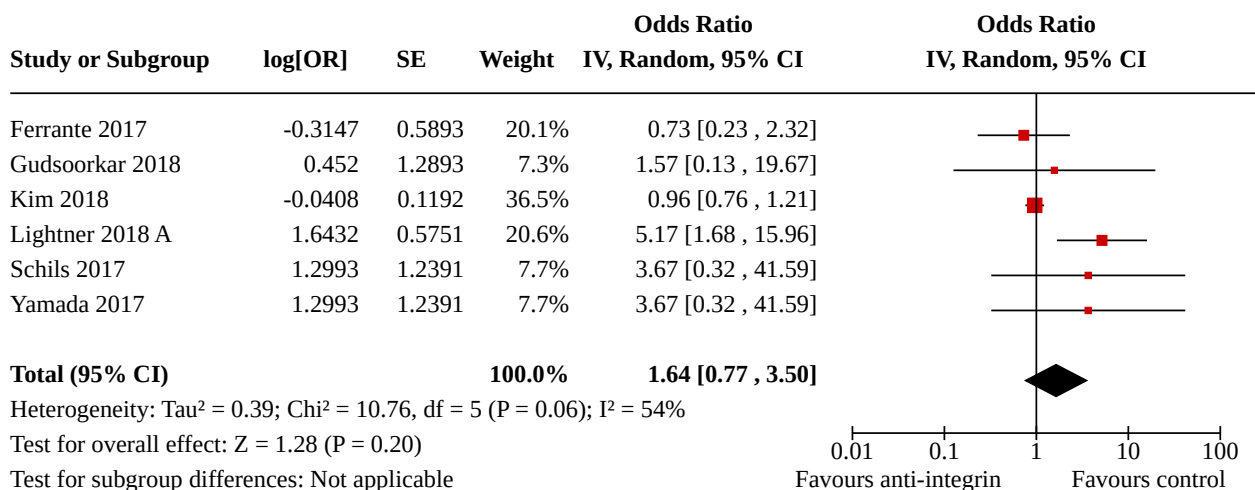 Odds Ratio Odds Ratio
Study or Subgroup log[OR] SE Weight IV, Random, 95% CI IV, Random, 95% CI
Ferrante 2017 -0.3147 0.5893 20.1% 0.73 [0.23 , 2.32]
Gudsoorkar 2018 0.452 1.2893 7.3% 1.57 [0.13 , 19.67]
Kim 2018 -0.0408 0.1192 36.5% 0.96 [0.76 , 1.21]
Lightner 2018 A 1.6432 0.5751 20.6% 5.17 [1.68 , 15.96]
Schils 2017 1.2993 1.2391 7.7% 3.67 [0.32 , 41.59]
Yamada 2017 1.2993 1.2391 7.7% 3.67 [0.32 , 41.59]
Total (95% CI) 100.0% 1.64 [0.77 , 3.50]
Heterogeneity: Tau² = 0.39; Chi² = 10.76, df = 5 (P = 0.06); I² = 54%
Test for overall effect: Z = 1.28 (P = 0.20)
0.01 0.1 1 10 100
Test for subgroup differences: Not applicable Favours anti-integrin Favours control